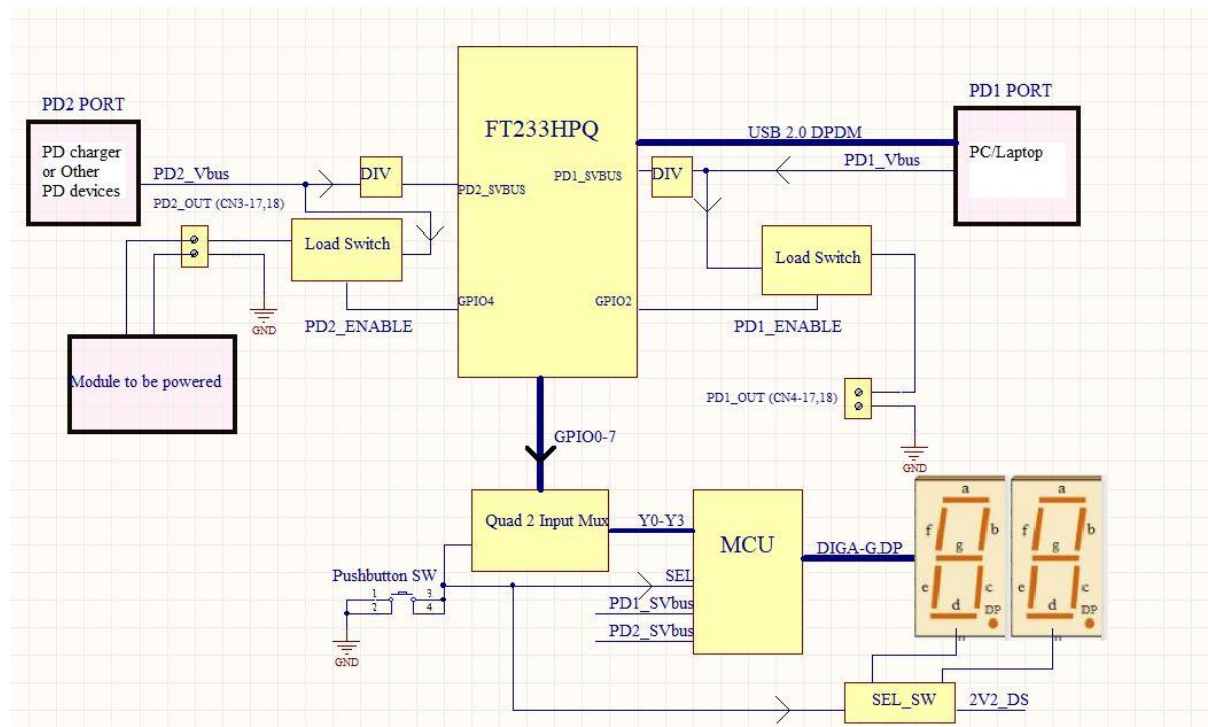 PD2 PORT
PD charger
or Other
PD devices
PD2_Vbus
DIV
PD2_SVBUS
PD2_OUT (CN3-17,18)
Load Switch
GPIO4
GND
PD2_ENABLE
Module to be powered
FT233HPQ
PD1 PORT
USB 2.0 DPDM
PC/Laptop
PD1_Vbus
PD1_SVBUS
DIV
Load Switch
GPIO2
PD1_ENABLE
PD1_OUT (CN4-17,18)
GND
GPIO0-7
Quad 2 Input Mux
Y0-Y3
MCU
DIGA-G.DP
a
f
b
g
e
c
d
DP
a
f
b
g
e
c
d
DP
Pushbutton SW
1
3
2
4
GND
SEL
PD1_SVbus
PD2_SVbus
SEL_SW
2V2_DS